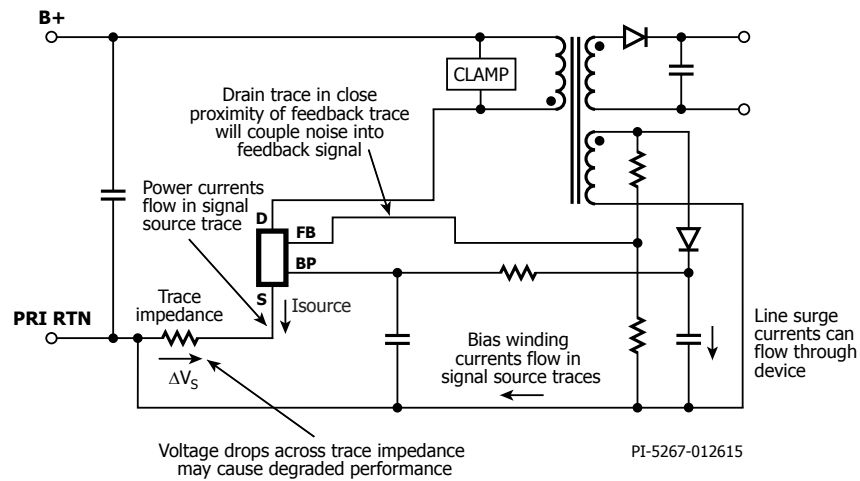 B+
CLAMP
Drain trace in close
proximity of feedback trace
will couple noise into
feedback signal
Power currents
flow in signal
source trace
D
FB
BP
S
Isource
Trace
impedance
PRI RTN
ΔVS
Bias winding
currents flow in
signal source traces
Line surge
currents can
flow through
device
Voltage drops across trace impedance
may cause degraded performance
PI-5267-012615